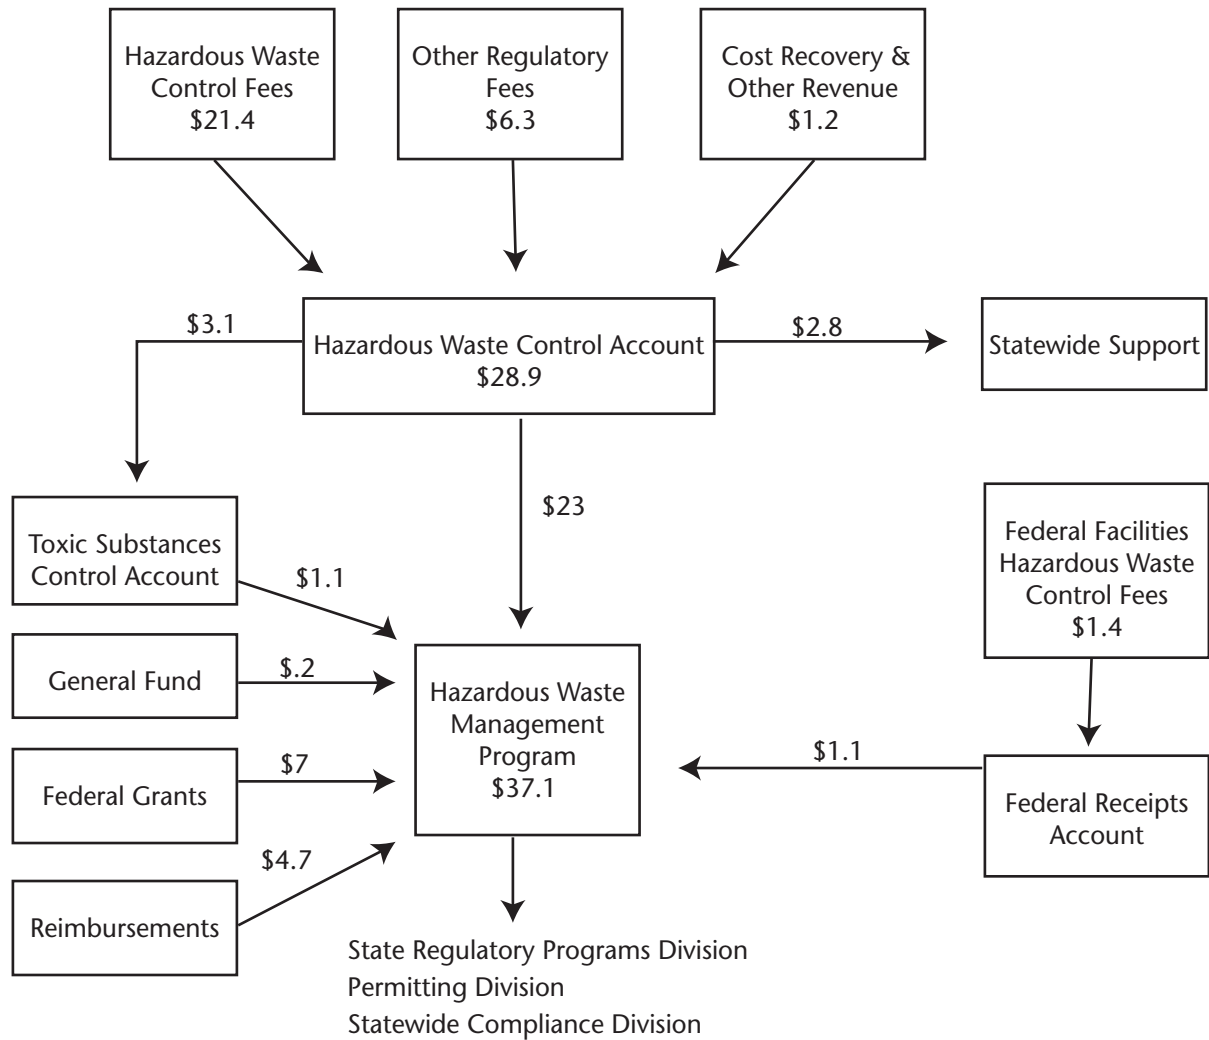 Hazardous Waste
Control Fees
$21.4
Other Regulatory
Fees
$6.3
Cost Recovery &
Other Revenue
$1.2
$3.1
Hazardous Waste Control Account
$28.9
$2.8
Statewide Support
$23
Toxic Substances
Control Account
$1.1
Federal Facilities
Hazardous Waste
Control Fees
$1.4
General Fund
$.2
Hazardous Waste
Management
Program
$37.1
Federal Grants
$7
$1.1
Federal Receipts
Account
Reimbursements
$4.7
State Regulatory Programs Division
Permitting Division
Statewide Compliance Division